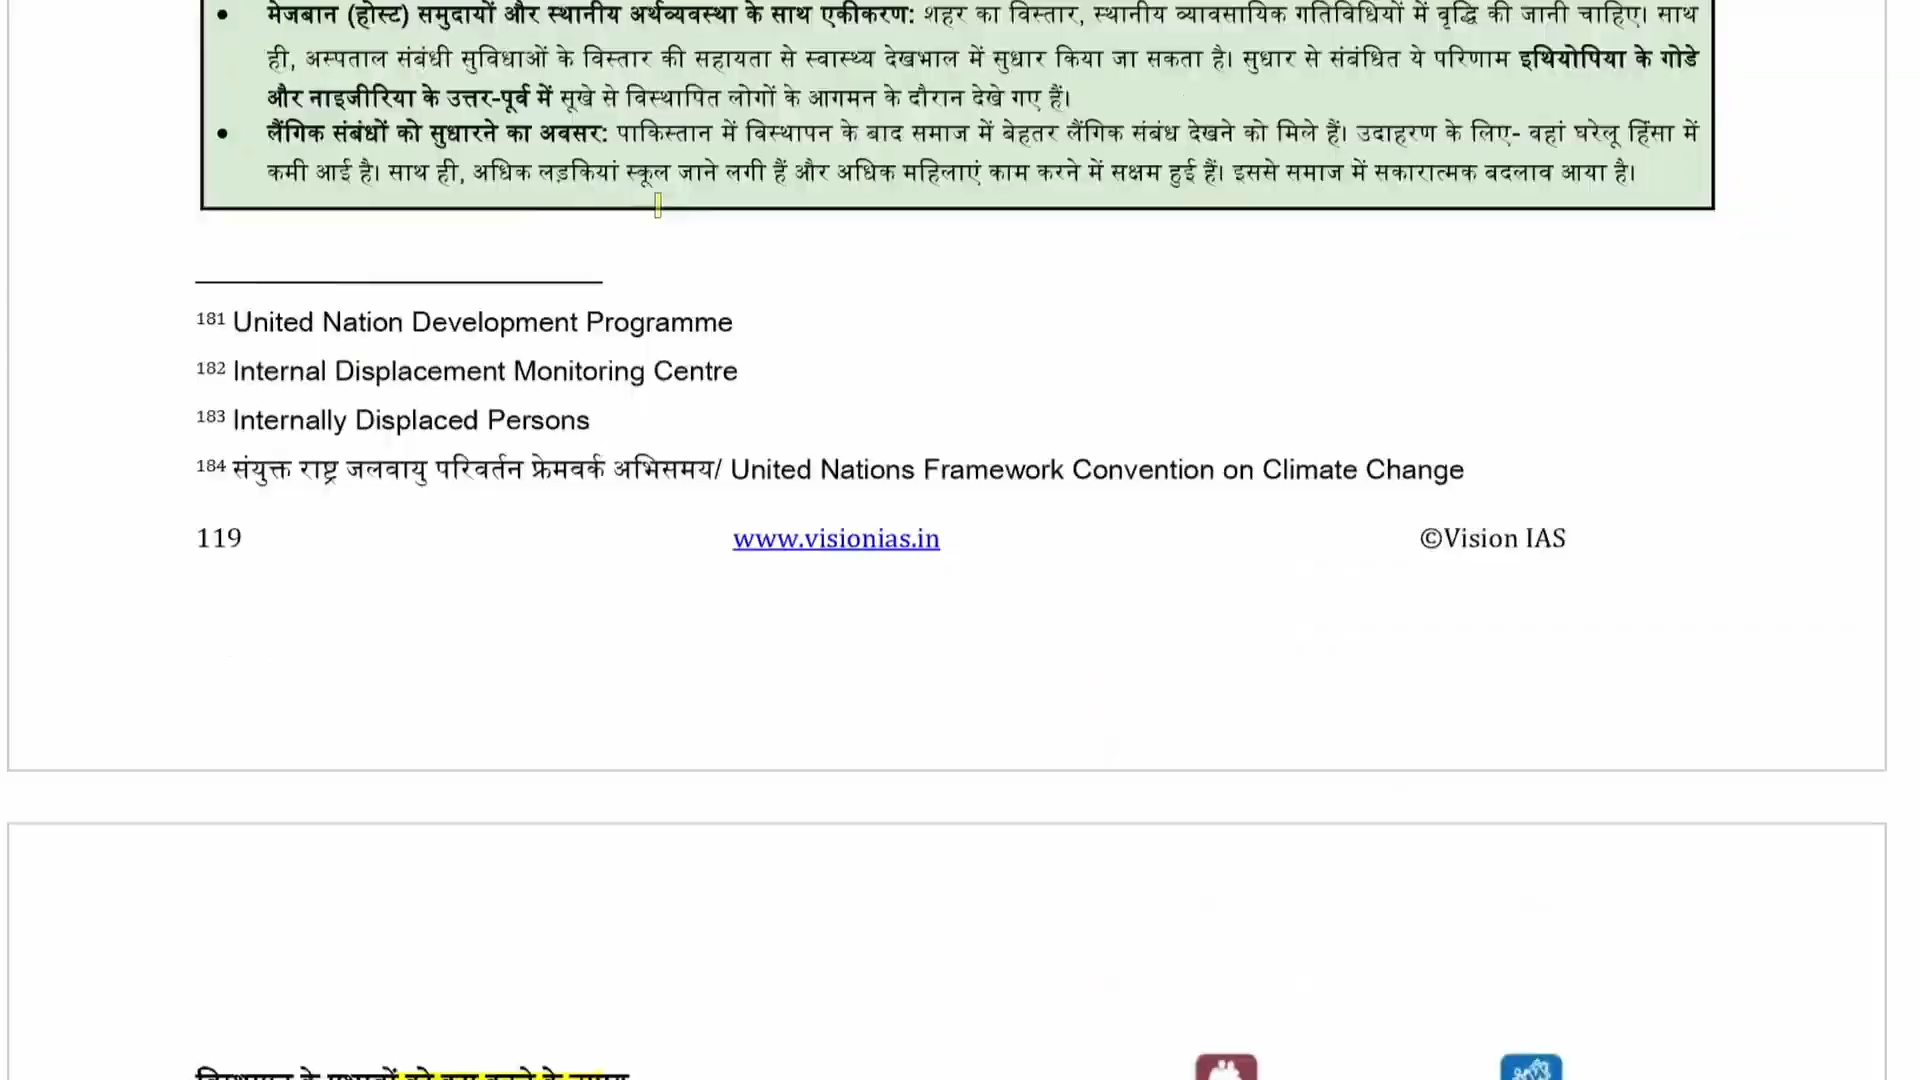 • मेजबान (होस्ट) समुदायों और स्थानीय अर्थव्यवस्था के साथ एकीकरण: शहर का विस्तार, स्थानीय व्यावसायिक गतिविधियों में वृद्धि की जानी चाहिए। साथ
ही, अस्पताल संबंधी सुविधाओं के विस्तार की सहायता से स्वास्थ्य देखभाल में सुधार किया जा सकता है। सुधार से संबंधित ये परिणाम इथियोपिया के गोडे
और नाइजीरिया के उत्तर-पूर्व में सूखे से विस्थापित लोगों के आगमन के दौरान देखे गए हैं।
• लैंगिक संबंधों को सुधारने का अवसर: पाकिस्तान में विस्थापन के बाद समाज में बेहतर लैंगिक संबंध देखने को मिले हैं। उदाहरण के लिए- वहां घरेलू हिंसा में
कमी आई है। साथ ही, अधिक लड़कियां स्कूल जाने लगी हैं और अधिक महिलाएं काम करने में सक्षम हुई हैं। इससे समाज में सकारात्मक बदलाव आया है।
181 United Nation Development Programme
182 Internal Displacement Monitoring Centre
183 Internally Displaced Persons
184 संयुक्त राष्ट्र जलवायु परिवर्तन फ्रेमवर्क अभिसमय/ United Nations Framework Convention on Climate Change
119 www.visionias.in ©Vision IAS